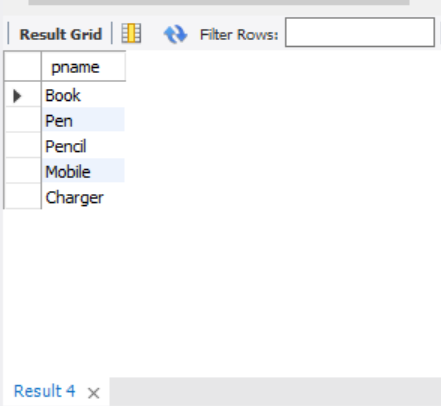 Result Grid Filter Rows:
pname
Book
Pen
Pencil
Mobile
Charger
Result 4 ×